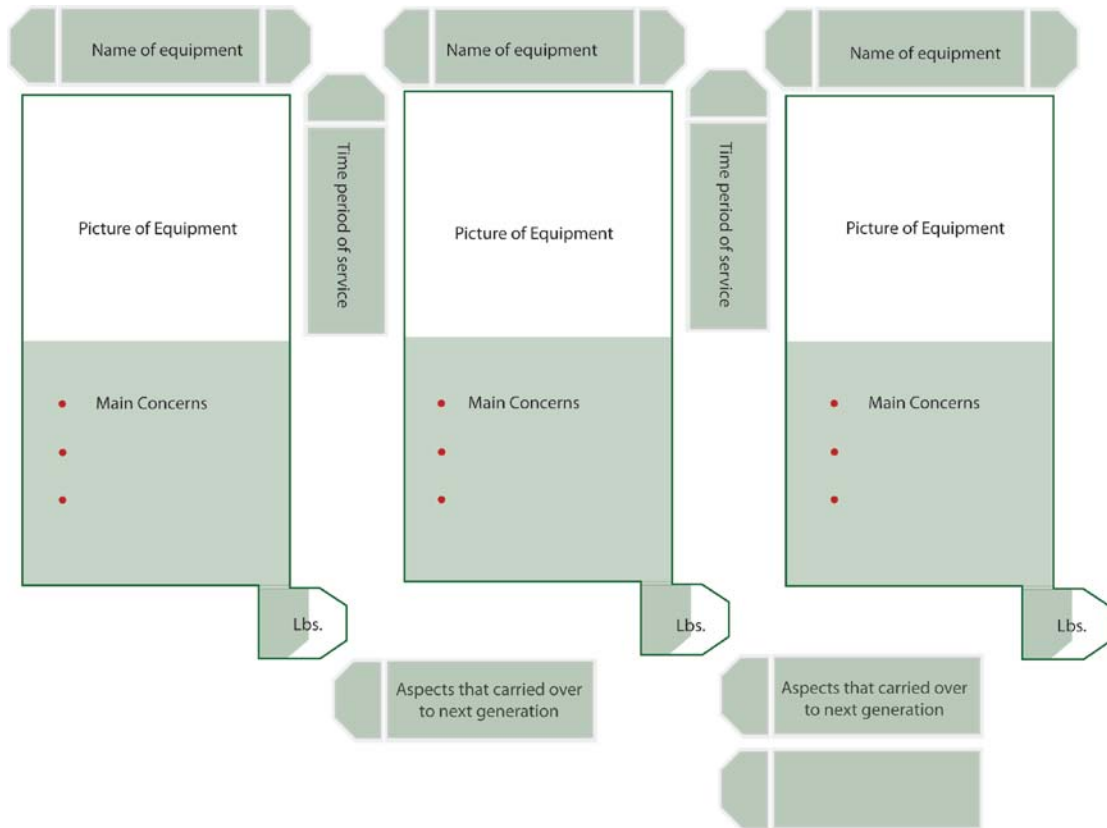 Name of equipment
Name of equipment
Name of equipment
Time period of service
Time period of service
Picture of Equipment
Picture of Equipment
Picture of Equipment
Main Concerns
Main Concerns
Main Concerns
Lbs.
Lbs.
Lbs.
Aspects that carried over
to next generation
Aspects that carried over
to next generation